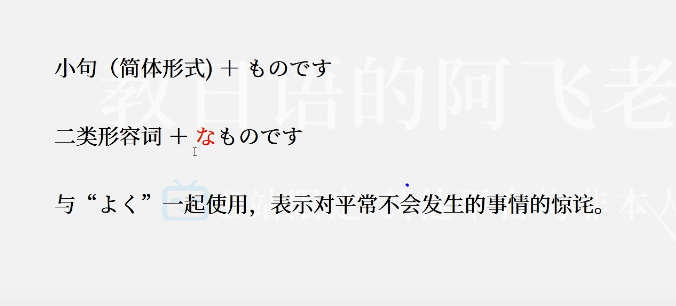 小句（简体形式）＋ ものです
教日语的阿飞老
二类形容词 ＋ なものです
与“よく”一起使用，表示对平常不会发生的事情的惊诧。